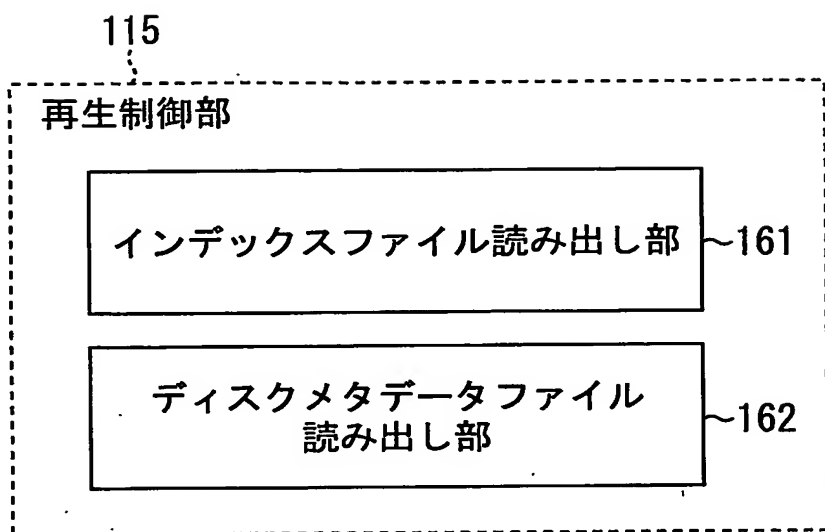 115
再生制御部
インデックスファイル読み出し部 ~161
ディスクメタデータファイル
読み出し部 ~162